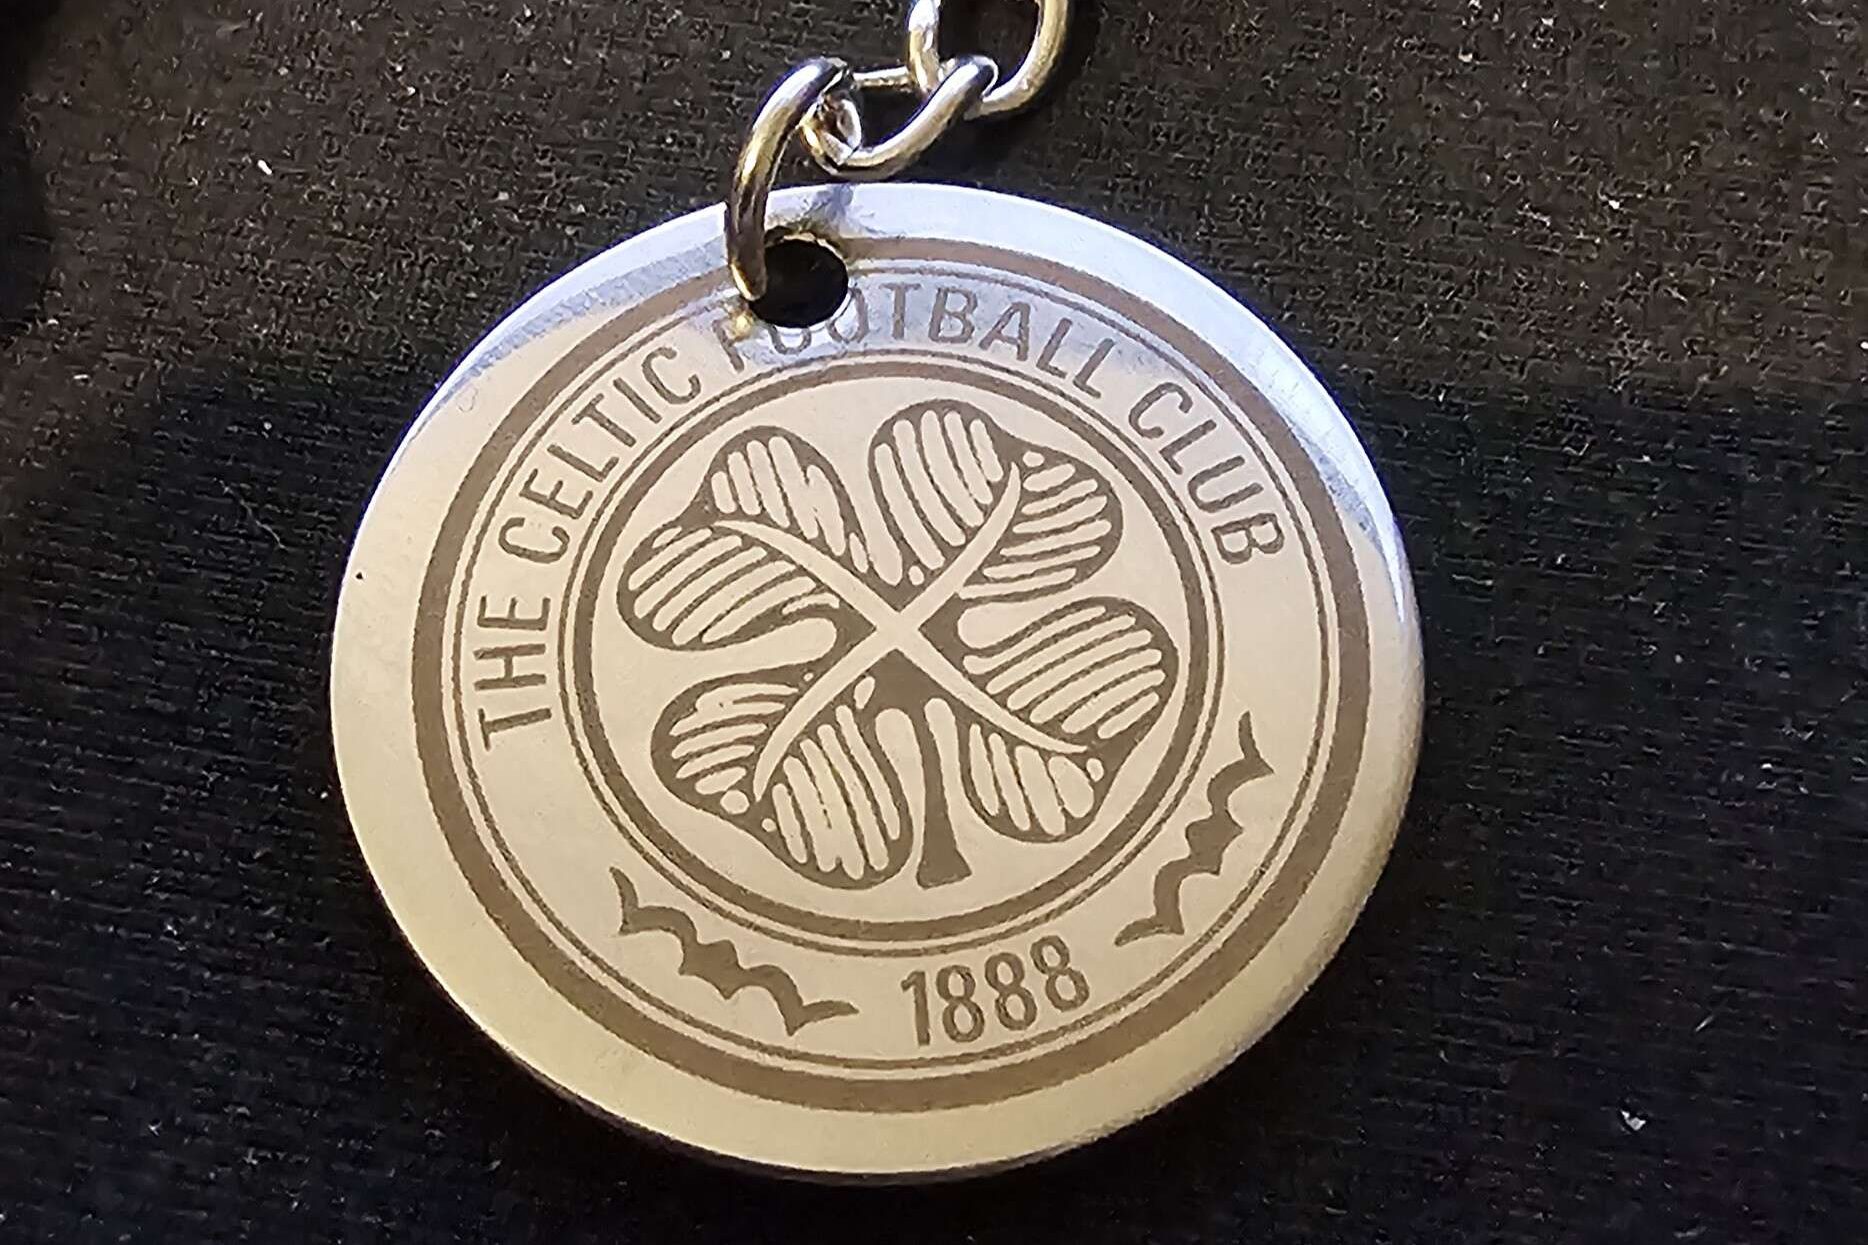 THE CELTIC FOOTBALL CLUB
1888